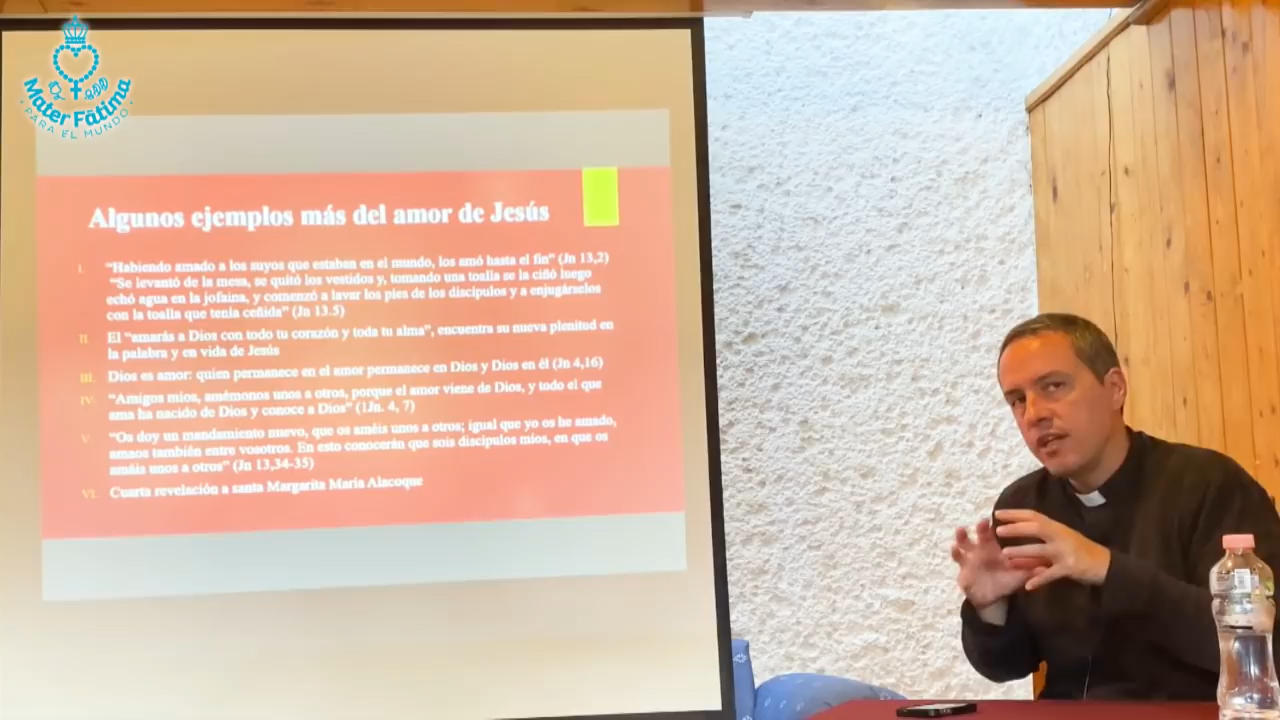 Mater Fátima
PARA EL MUNDO
Algunos ejemplos más del amor de Jesús
I. “Habiendo amado a los suyos que estaban en el mundo, los amó hasta el fin” (Jn 13,2)
“Se levantó de la mesa, se quitó los vestidos y, tomando una toalla se la ciñó luego
echó agua en la jofaina, y comenzó a lavar los pies de los discípulos y a enjugárselos
con la toalla que tenía ceñida” (Jn 13.5)
II. El “amarás a Dios con todo tu corazón y toda tu alma”, encuentra su nueva plenitud en
la palabra y en vida de Jesús
III. Dios es amor: quien permanece en el amor permanece en Dios y Dios en él (Jn 4,16)
IV. “Amigos míos, amémonos unos a otros, porque el amor viene de Dios, y todo el que
ama ha nacido de Dios y conoce a Dios” (1Jn. 4, 7)
V. “Os doy un mandamiento nuevo, que os améis unos a otros; igual que yo os he amado,
amaos también entre vosotros. En esto conocerán que sois discípulos míos, en que os
amáis unos a otros” (Jn 13,34-35)
VI. Cuarta revelación a santa Margarita María Alacoque